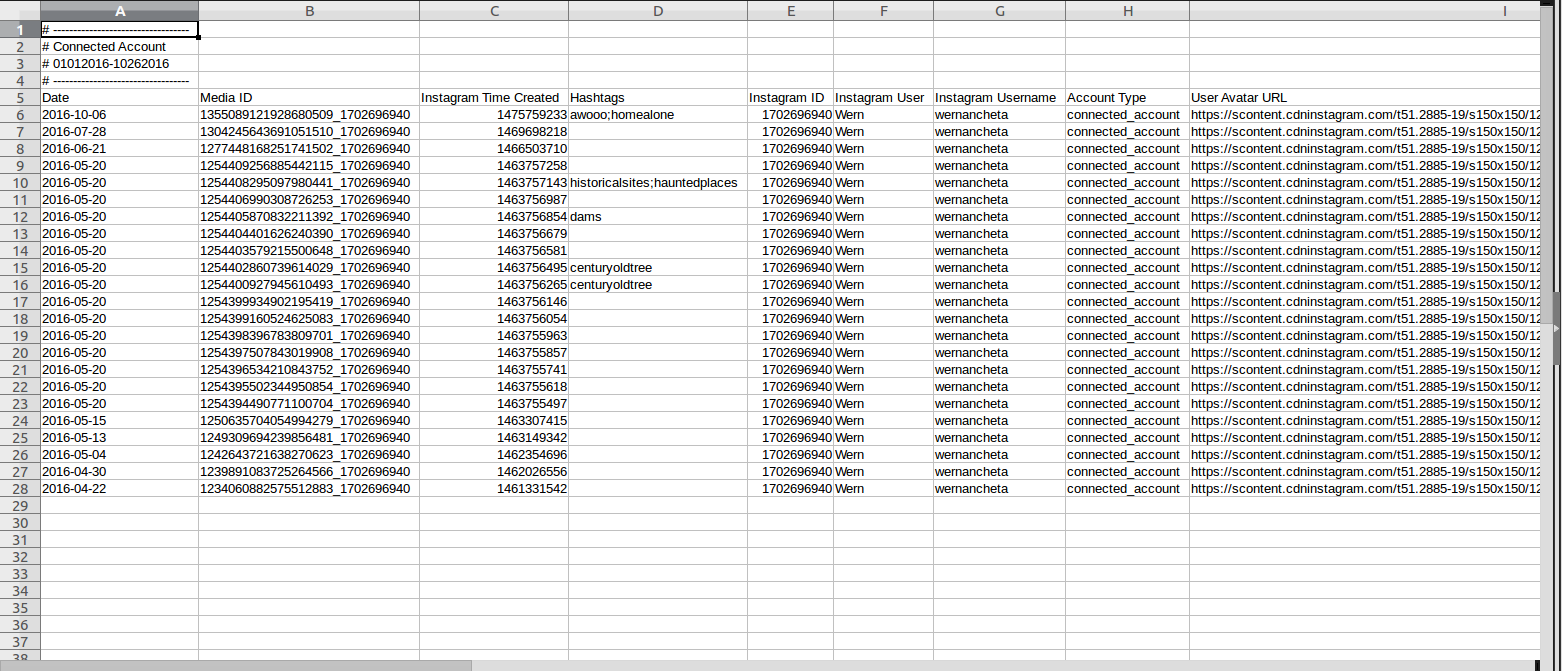 A B C D E F G H I
1 # ----------------------------------
2 # Connected Account
3 # 01012016-10262016
4 # ----------------------------------
5 Date Media ID Instagram Time Created Hashtags Instagram ID Instagram User Instagram Username Account Type User Avatar URL
6 2016-10-06 1355089121928680509_1702696940 1475759233 awooo;homealone 1702696940 Wern wernancheta connected_account https://scontent.cdninstagram.com/t51.2885-19/s150x150/12
7 2016-07-28 1304245643691051510_1702696940 1469698218 1702696940 Wern wernancheta connected_account https://scontent.cdninstagram.com/t51.2885-19/s150x150/12
8 2016-06-21 1277448168251741502_1702696940 1466503710 1702696940 Wern wernancheta connected_account https://scontent.cdninstagram.com/t51.2885-19/s150x150/12
9 2016-05-20 1254409256885442115_1702696940 1463757258 1702696940 Wern wernancheta connected_account https://scontent.cdninstagram.com/t51.2885-19/s150x150/12
10 2016-05-20 1254408295097980441_1702696940 1463757143 historicalsites;hauntedplaces 1702696940 Wern wernancheta connected_account https://scontent.cdninstagram.com/t51.2885-19/s150x150/12
11 2016-05-20 1254406990308726253_1702696940 1463756987 1702696940 Wern wernancheta connected_account https://scontent.cdninstagram.com/t51.2885-19/s150x150/12
12 2016-05-20 1254405870832211392_1702696940 1463756854 dams 1702696940 Wern wernancheta connected_account https://scontent.cdninstagram.com/t51.2885-19/s150x150/12
13 2016-05-20 1254404401626240390_1702696940 1463756679 1702696940 Wern wernancheta connected_account https://scontent.cdninstagram.com/t51.2885-19/s150x150/12
14 2016-05-20 1254403579215500648_1702696940 1463756581 1702696940 Wern wernancheta connected_account https://scontent.cdninstagram.com/t51.2885-19/s150x150/12
15 2016-05-20 1254402860739614029_1702696940 1463756495 centuryoldtree 1702696940 Wern wernancheta connected_account https://scontent.cdninstagram.com/t51.2885-19/s150x150/12
16 2016-05-20 1254400927945610493_1702696940 1463756265 centuryoldtree 1702696940 Wern wernancheta connected_account https://scontent.cdninstagram.com/t51.2885-19/s150x150/12
17 2016-05-20 1254399934902195419_1702696940 1463756146 1702696940 Wern wernancheta connected_account https://scontent.cdninstagram.com/t51.2885-19/s150x150/12
18 2016-05-20 1254399160524625083_1702696940 1463756054 1702696940 Wern wernancheta connected_account https://scontent.cdninstagram.com/t51.2885-19/s150x150/12
19 2016-05-20 1254398396783809701_1702696940 1463755963 1702696940 Wern wernancheta connected_account https://scontent.cdninstagram.com/t51.2885-19/s150x150/12
20 2016-05-20 1254397507843019908_1702696940 1463755857 1702696940 Wern wernancheta connected_account https://scontent.cdninstagram.com/t51.2885-19/s150x150/12
21 2016-05-20 1254396534210843752_1702696940 1463755741 1702696940 Wern wernancheta connected_account https://scontent.cdninstagram.com/t51.2885-19/s150x150/12
22 2016-05-20 1254395502344950854_1702696940 1463755618 1702696940 Wern wernancheta connected_account https://scontent.cdninstagram.com/t51.2885-19/s150x150/12
23 2016-05-20 1254394490771100704_1702696940 1463755497 1702696940 Wern wernancheta connected_account https://scontent.cdninstagram.com/t51.2885-19/s150x150/12
24 2016-05-15 1250635704054994279_1702696940 1463307415 1702696940 Wern wernancheta connected_account https://scontent.cdninstagram.com/t51.2885-19/s150x150/12
25 2016-05-13 1249309694239856481_1702696940 1463149342 1702696940 Wern wernancheta connected_account https://scontent.cdninstagram.com/t51.2885-19/s150x150/12
26 2016-05-04 1242643721638270623_1702696940 1462354696 1702696940 Wern wernancheta connected_account https://scontent.cdninstagram.com/t51.2885-19/s150x150/12
27 2016-04-30 1239891083725264566_1702696940 1462026556 1702696940 Wern wernancheta connected_account https://scontent.cdninstagram.com/t51.2885-19/s150x150/12
28 2016-04-22 1234060882575512883_1702696940 1461331542 1702696940 Wern wernancheta connected_account https://scontent.cdninstagram.com/t51.2885-19/s150x150/12
29
30
31
32
33
34
35
36
37
38